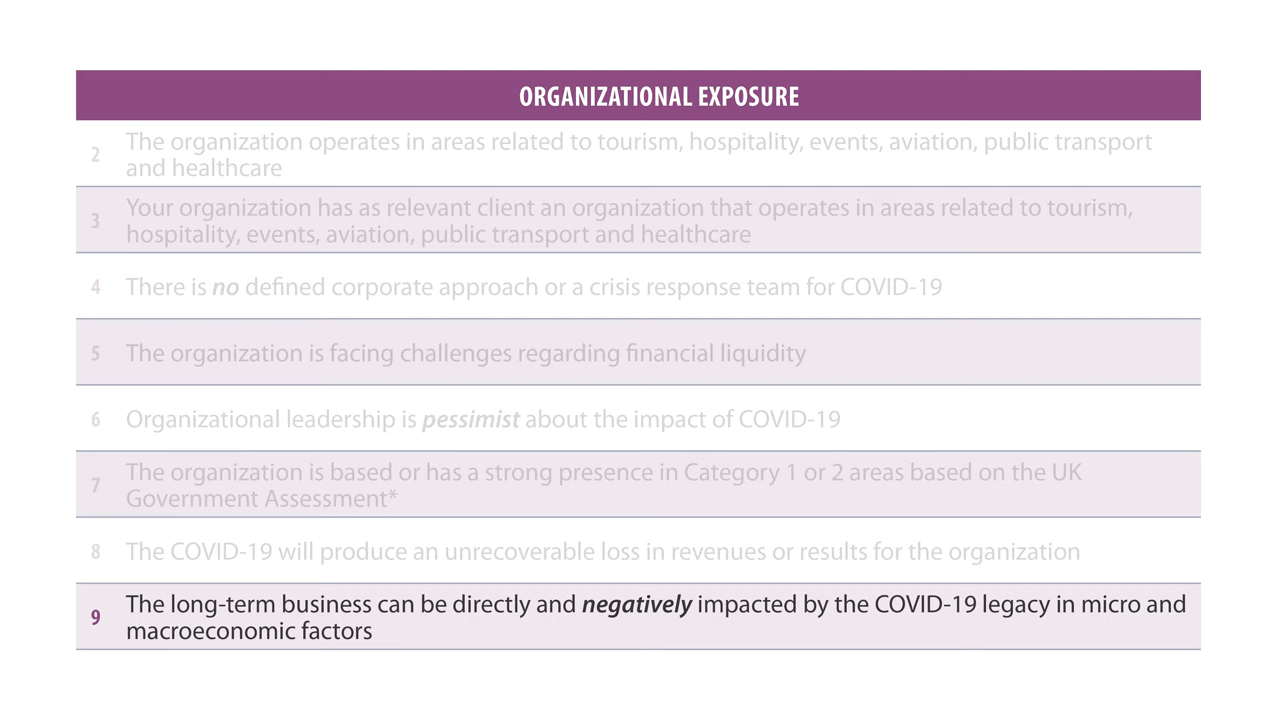 ORGANIZATIONAL EXPOSURE
2 The organization operates in areas related to tourism, hospitality, events, aviation, public transport
and healthcare
3 Your organization has as relevant client an organization that operates in areas related to tourism,
hospitality, events, aviation, public transport and healthcare
4 There is no defined corporate approach or a crisis response team for COVID-19
5 The organization is facing challenges regarding financial liquidity
6 Organizational leadership is pessimist about the impact of COVID-19
7 The organization is based or has a strong presence in Category 1 or 2 areas based on the UK
Government Assessment*
8 The COVID-19 will produce an unrecoverable loss in revenues or results for the organization
9 The long-term business can be directly and negatively impacted by the COVID-19 legacy in micro and
macroeconomic factors